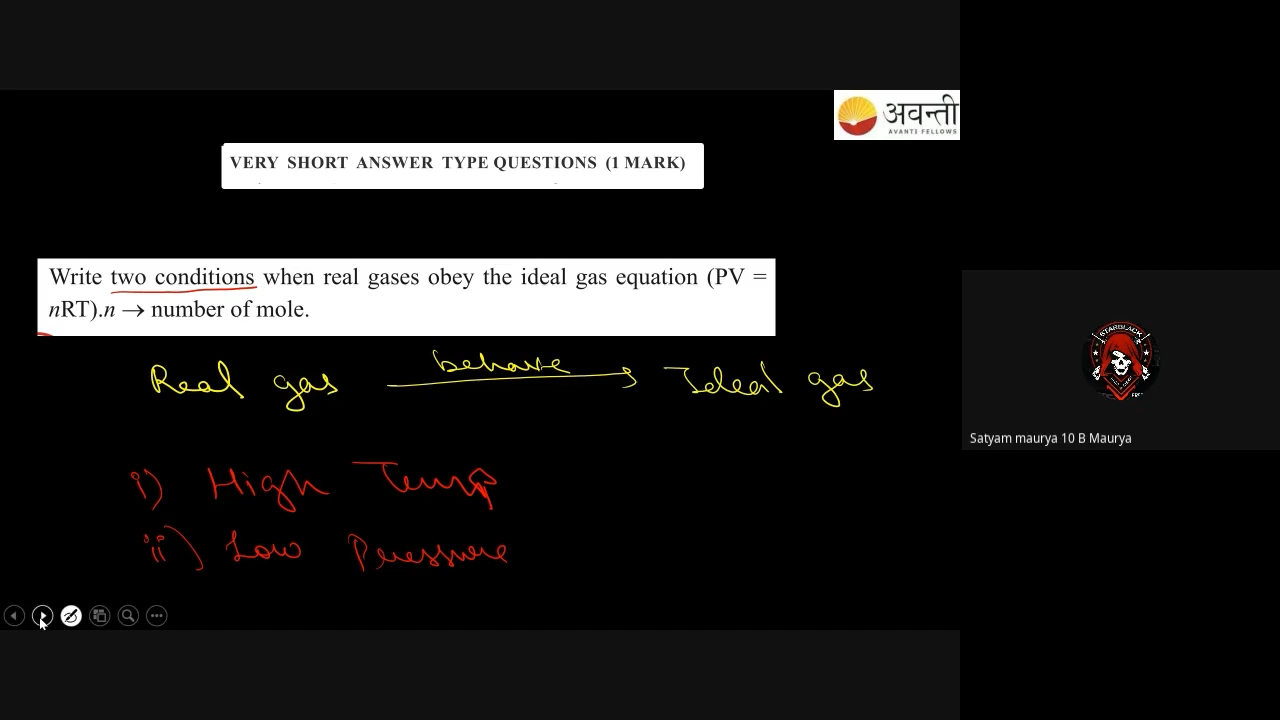 अवन्ती
AVANTI FELLOWS
VERY SHORT ANSWER TYPE QUESTIONS (1 MARK)
Write two conditions when real gases obey the ideal gas equation (PV =
nRT).n → number of mole.
behave
Real gas → Ideal gas
i) High Temp
ii) Low Pressure
STARBLACK
Satyam maurya 10 B Maurya